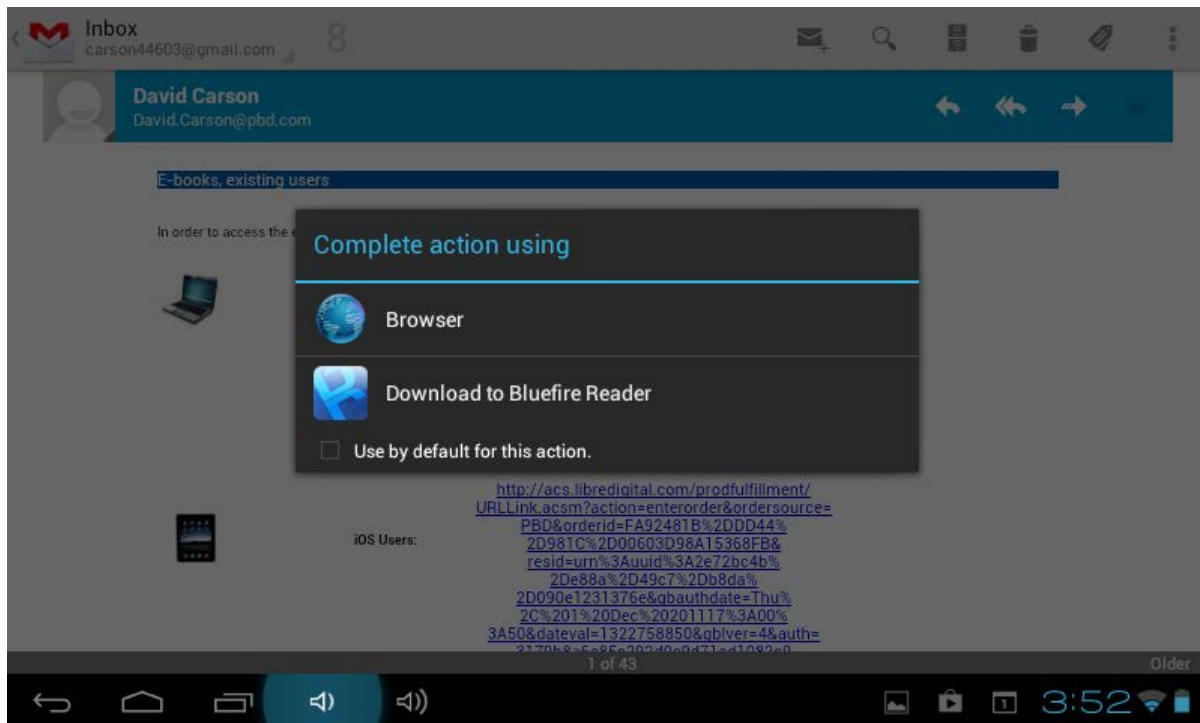 Inbox
carson44603@gmail.com
8
David Carson
David.Carson@pbd.com
E-books, existing users
In order to access the
Complete action using
Browser
Download to Bluefire Reader
Use by default for this action.
iOS Users:
http://acs.libredigital.com/prodfulfillment/
URLLink.acsm?action=enterorder&ordersource=
PBD&orderid=FA92481B%2DDD44%
2D981C%2D00603D98A15368FB&
resid=urn%3Auuid%3A2e72bc4b%
2De88a%2D49c7%2Db8da%
2D090e1231376e&gbauthdate=Thu%
2C%201%20Dec%20201117%3A00%
3A50&dateval=1322758850&gblver=4&auth=
1 of 43
Older
1
3:52